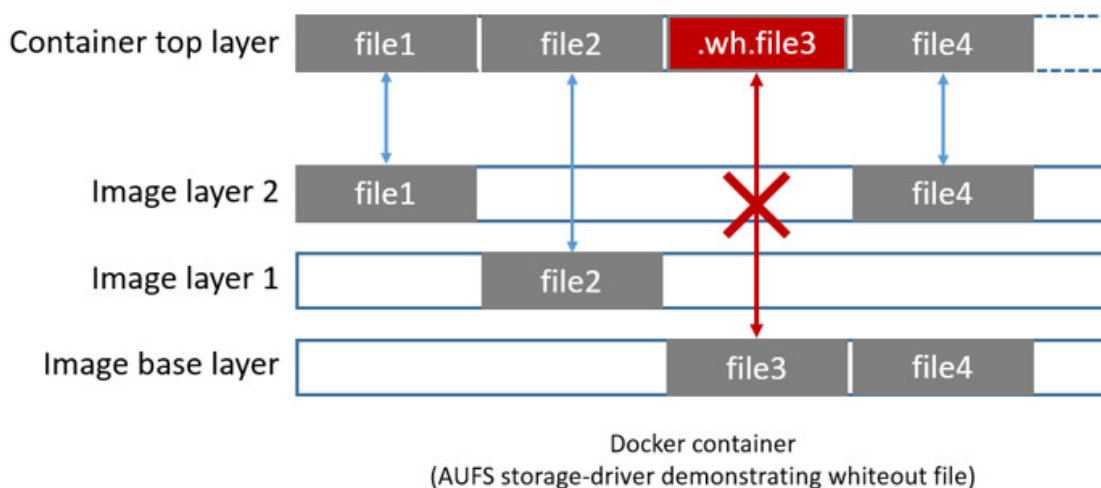 Container top layer file1 file2 .wh.file3 file4
Image layer 2 file1 file4
Image layer 1 file2
Image base layer file3 file4
Docker container
(AUFS storage-driver demonstrating whiteout file)